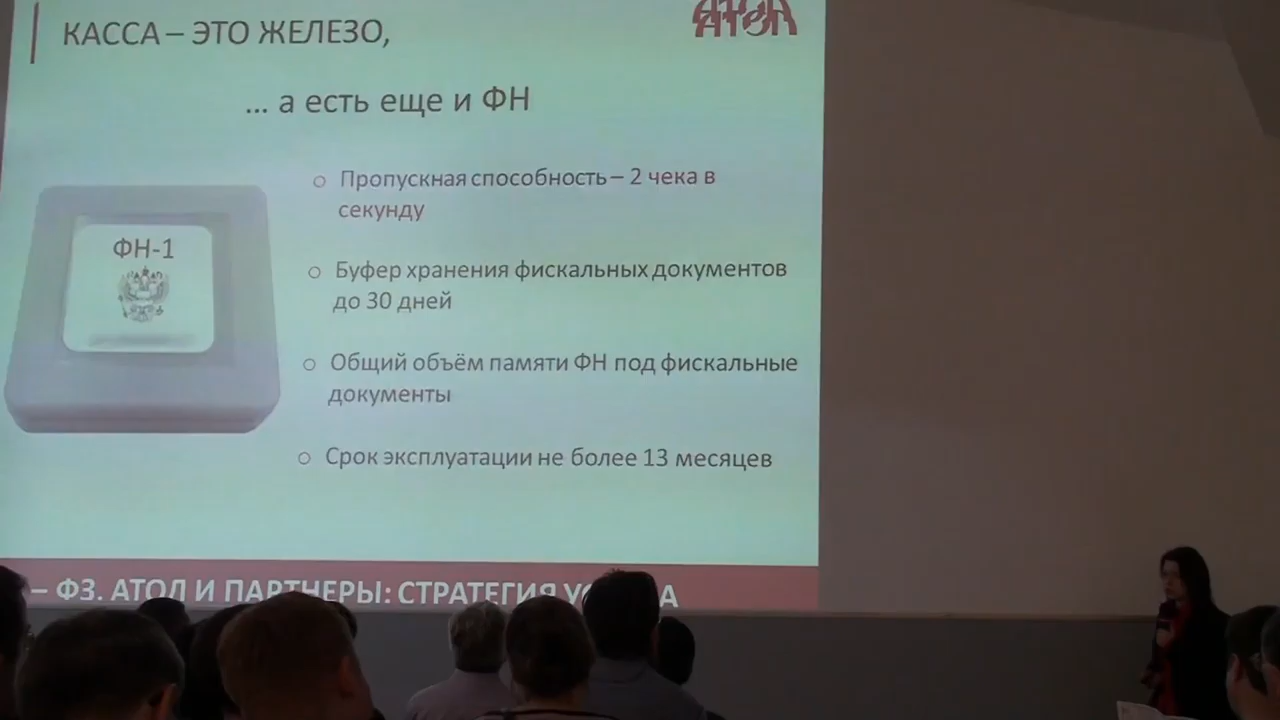 КАССА – ЭТО ЖЕЛЕЗО,
АТОЛ
... а есть еще и ФН
○ Пропускная способность – 2 чека в
секунду
ФН-1
○ Буфер хранения фискальных документов
до 30 дней
○ Общий объём памяти ФН под фискальные
документы
○ Срок эксплуатации не более 13 месяцев
– ФЗ. АТОЛ И ПАРТНЕРЫ: СТРАТЕГИЯ